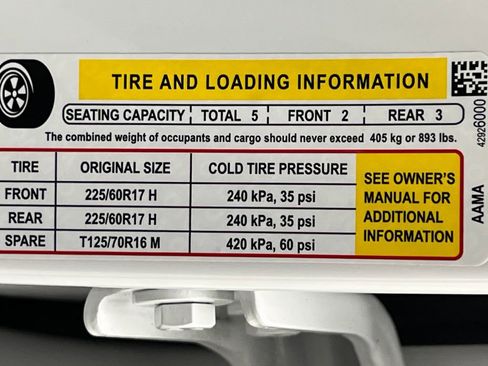 TIRE AND LOADING INFORMATION
SEATING CAPACITY TOTAL 5 FRONT 2 REAR 3
The combined weight of occupants and cargo should never exceed 405 kg or 893 lbs.
TIRE ORIGINAL SIZE COLD TIRE PRESSURE
FRONT 225/60R17 H 240 kPa, 35 psi
REAR 225/60R17 H 240 kPa, 35 psi
SPARE T125/70R16 M 420 kPa, 60 psi
SEE OWNER'S
MANUAL FOR
ADDITIONAL
INFORMATION
42926000
AAMA